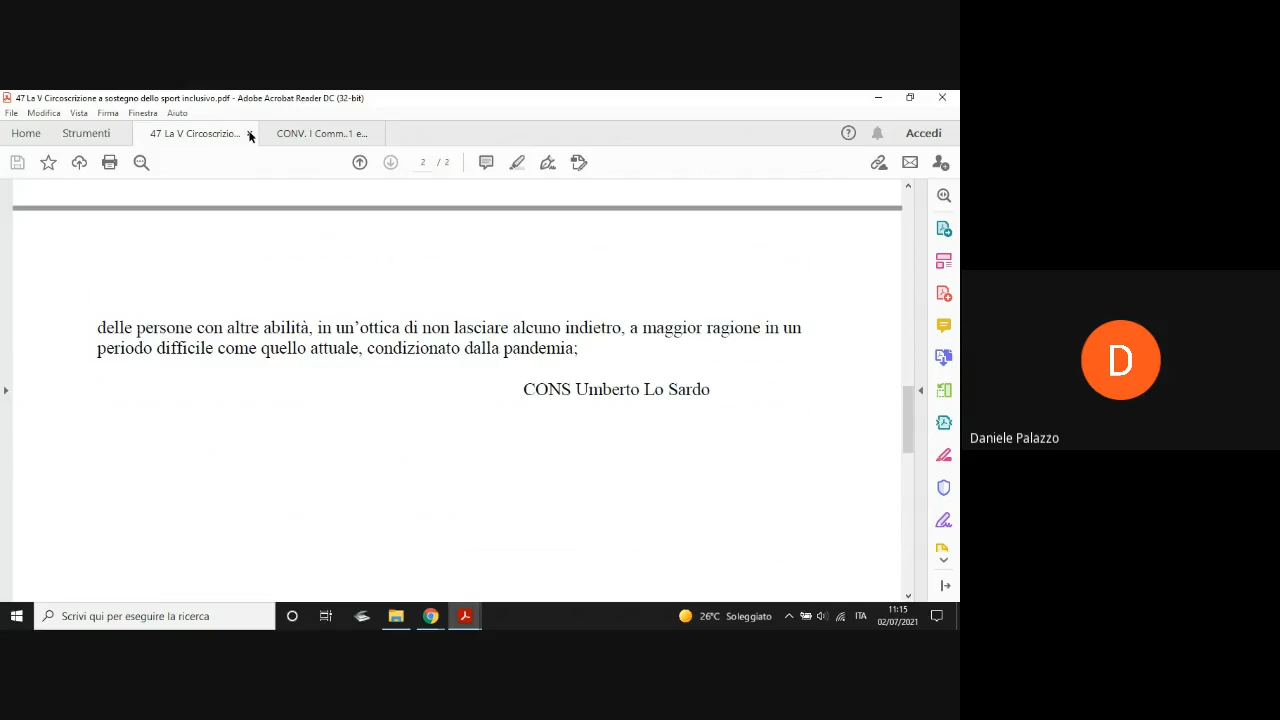 47 La V Circoscrizione a sostegno dello sport inclusivo.pdf - Adobe Acrobat Reader DC (32-bit)
File Modifica Vista Firma Finestra Aiuto
Home Strumenti 47 La V Circoscrizio... CONV. I Comm..1 e... Accedi
2 / 2
delle persone con altre abilità, in un’ottica di non lasciare alcuno indietro, a maggior ragione in un
periodo difficile come quello attuale, condizionato dalla pandemia;
CONS Umberto Lo Sardo
D
Daniele Palazzo
Scrivi qui per eseguire la ricerca
26°C Soleggiato
ITA
11:15
02/07/2021